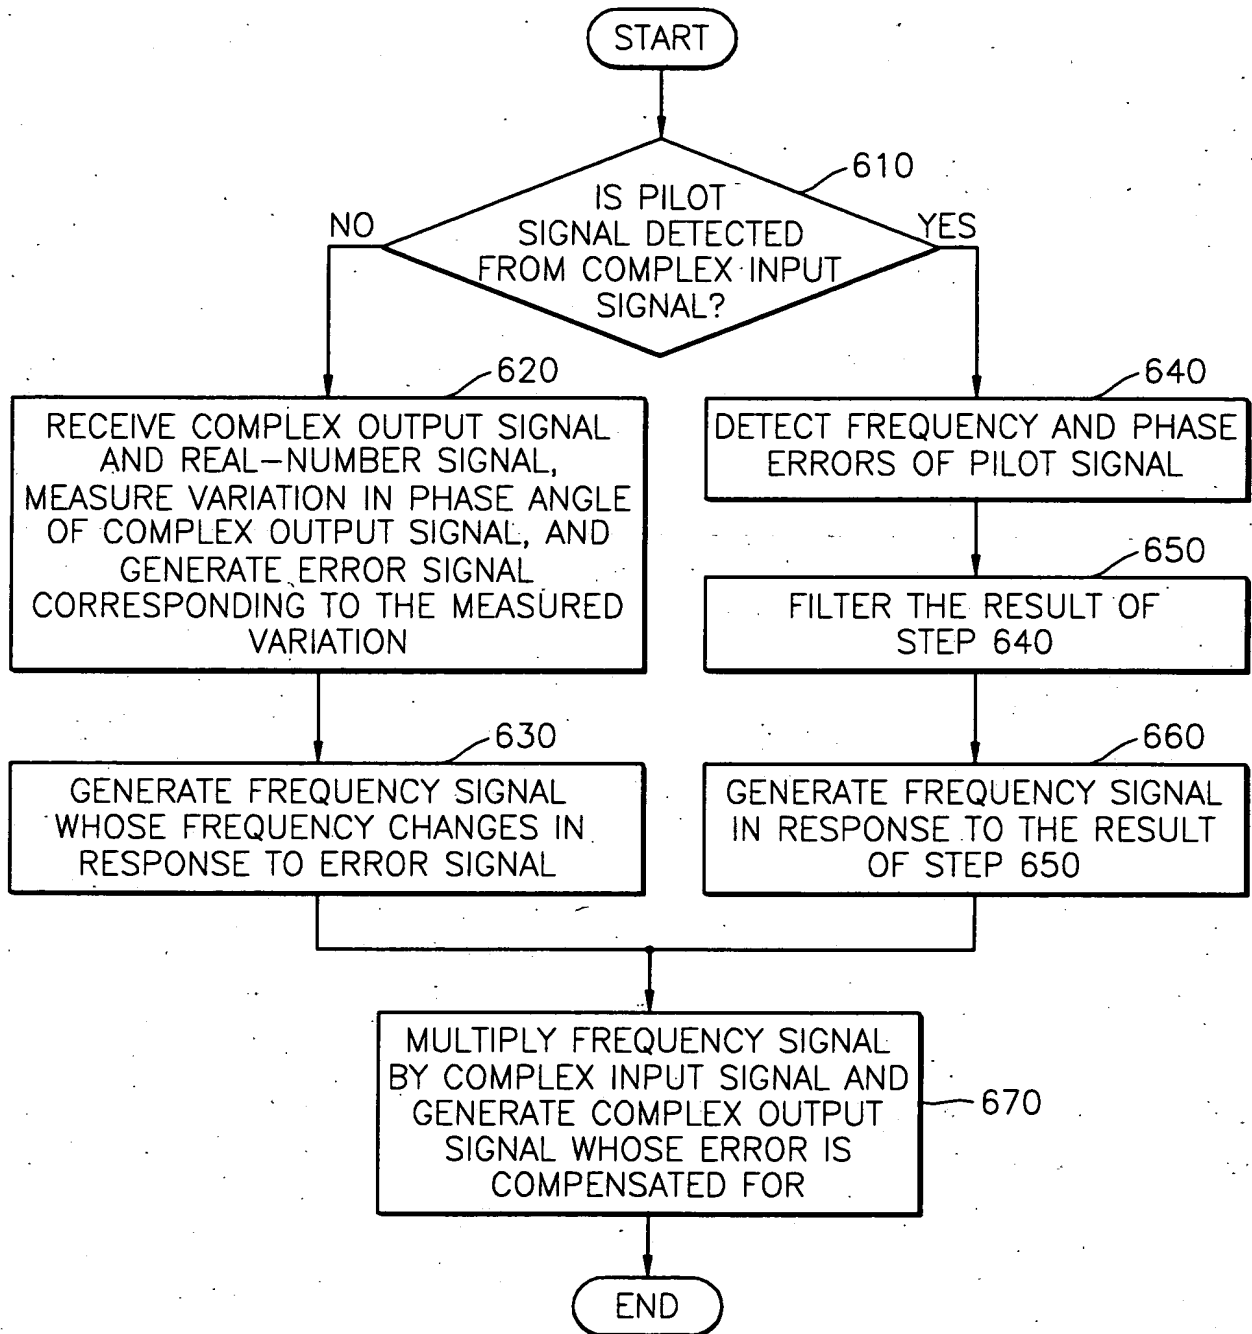 START
610
IS PILOT
SIGNAL DETECTED
FROM COMPLEX INPUT
SIGNAL?
NO
YES
620
RECEIVE COMPLEX OUTPUT SIGNAL
AND REAL-NUMBER SIGNAL,
MEASURE VARIATION IN PHASE ANGLE
OF COMPLEX OUTPUT SIGNAL, AND
GENERATE ERROR SIGNAL
CORRESPONDING TO THE MEASURED
VARIATION
630
GENERATE FREQUENCY SIGNAL
WHOSE FREQUENCY CHANGES IN
RESPONSE TO ERROR SIGNAL
640
DETECT FREQUENCY AND PHASE
ERRORS OF PILOT SIGNAL
650
FILTER THE RESULT OF
STEP 640
660
GENERATE FREQUENCY SIGNAL
IN RESPONSE TO THE RESULT
OF STEP 650
MULTIPLY FREQUENCY SIGNAL
BY COMPLEX INPUT SIGNAL AND
GENERATE COMPLEX OUTPUT
SIGNAL WHOSE ERROR IS
COMPENSATED FOR
670
END